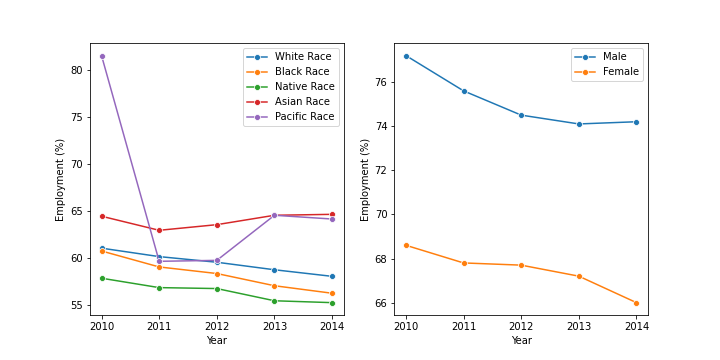 White Race
Black Race
Native Race
Asian Race
Pacific Race
80
75
70
65
60
55
Employment (%)
2010 2011 2012 2013 2014
Year
Male
Female
76
74
72
70
68
66
Employment (%)
2010 2011 2012 2013 2014
Year